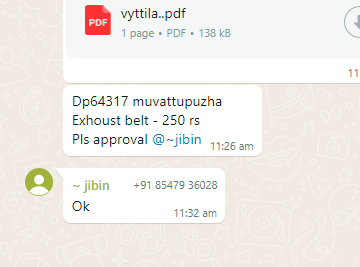 vyttila..pdf
PDF
1 page • PDF • 138 kB
11
Dp64317 muvattupuzha
Exhoust belt - 250 rs
Pls approval @~jibin
11:26 am
~ jibin +91 85479 36028
Ok
11:32 am